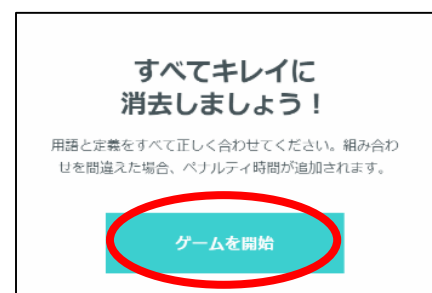 すべてキレイに
消去しましょう！
用語と定義をすべて正しく合わせてください。組み合わ
せを間違えた場合、ペナルティ時間が追加されます。
ゲームを開始